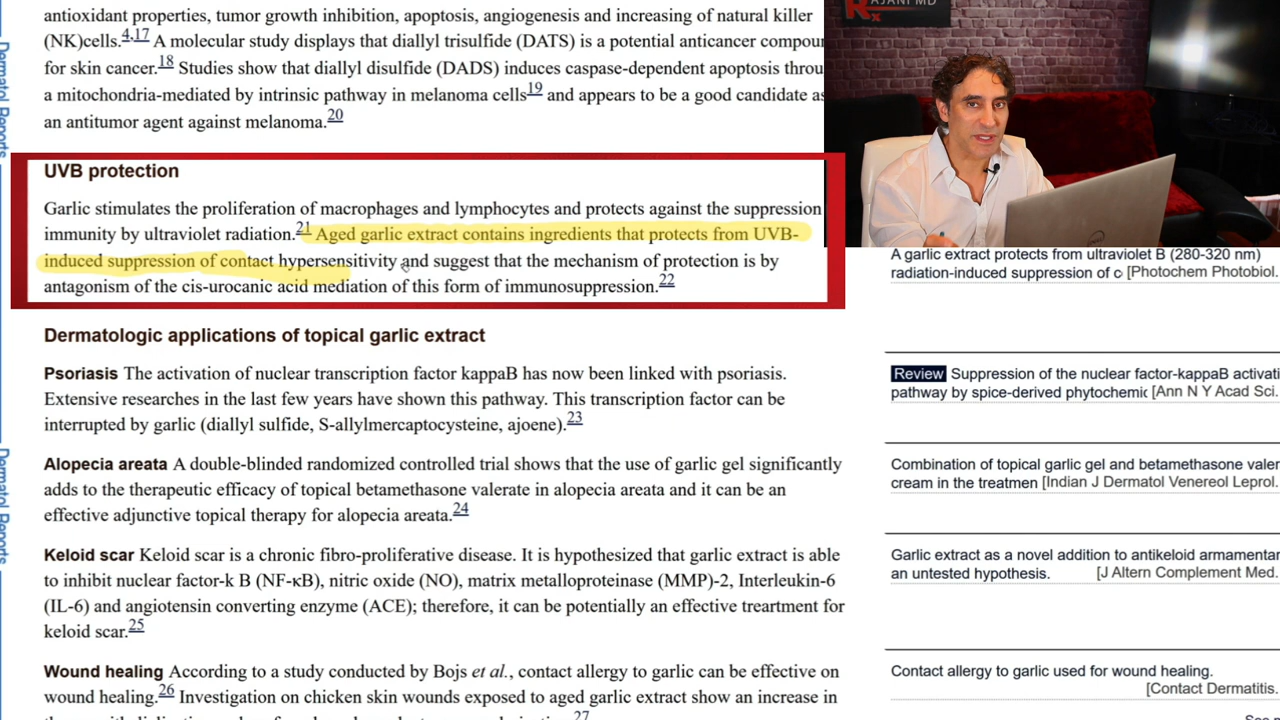 antioxidant properties, tumor growth inhibition, apoptosis, angiogenesis and increasing of natural killer
(NK)cells.4,17 A molecular study displays that diallyl trisulfide (DATS) is a potential anticancer compour
for skin cancer.18 Studies show that diallyl disulfide (DADS) induces caspase-dependent apoptosis throu
a mitochondria-mediated by intrinsic pathway in melanoma cells19 and appears to be a good candidate as
an antitumor agent against melanoma.20
UVB protection
Garlic stimulates the proliferation of macrophages and lymphocytes and protects against the suppression
immunity by ultraviolet radiation.21 Aged garlic extract contains ingredients that protects from UVB-
induced suppression of contact hypersensitivity and suggest that the mechanism of protection is by
antagonism of the cis-urocanic acid mediation of this form of immunosuppression.22
Dermatologic applications of topical garlic extract
Psoriasis The activation of nuclear transcription factor kappaB has now been linked with psoriasis.
Extensive researches in the last few years have shown this pathway. This transcription factor can be
interrupted by garlic (diallyl sulfide, S-allylmercaptocysteine, ajoene).23
Alopecia areata A double-blinded randomized controlled trial shows that the use of garlic gel significantly
adds to the therapeutic efficacy of topical betamethasone valerate in alopecia areata and it can be an
effective adjunctive topical therapy for alopecia areata.24
Keloid scar Keloid scar is a chronic fibro-proliferative disease. It is hypothesized that garlic extract is able
to inhibit nuclear factor-k B (NF-κB), nitric oxide (NO), matrix metalloproteinase (MMP)-2, Interleukin-6
(IL-6) and angiotensin converting enzyme (ACE); therefore, it can be potentially an effective treartment for
keloid scar.25
Wound healing According to a study conducted by Bojs et al., contact allergy to garlic can be effective on
wound healing.26 Investigation on chicken skin wounds exposed to aged garlic extract show an increase in
27
Dermatol Reports
Dermatol Reports
RAJANI MD
Rx
DELL
A garlic extract protects from ultraviolet B (280-320 nm)
radiation-induced suppression of c [Photochem Photobiol.
Review Suppression of the nuclear factor-kappaB activati
pathway by spice-derived phytochemic [Ann N Y Acad Sci.
Combination of topical garlic gel and betamethasone valer
cream in the treatmen [Indian J Dermatol Venereol Leprol.
Garlic extract as a novel addition to antikeloid armamentar
an untested hypothesis. [J Altern Complement Med.
Contact allergy to garlic used for wound healing.
[Contact Dermatitis.